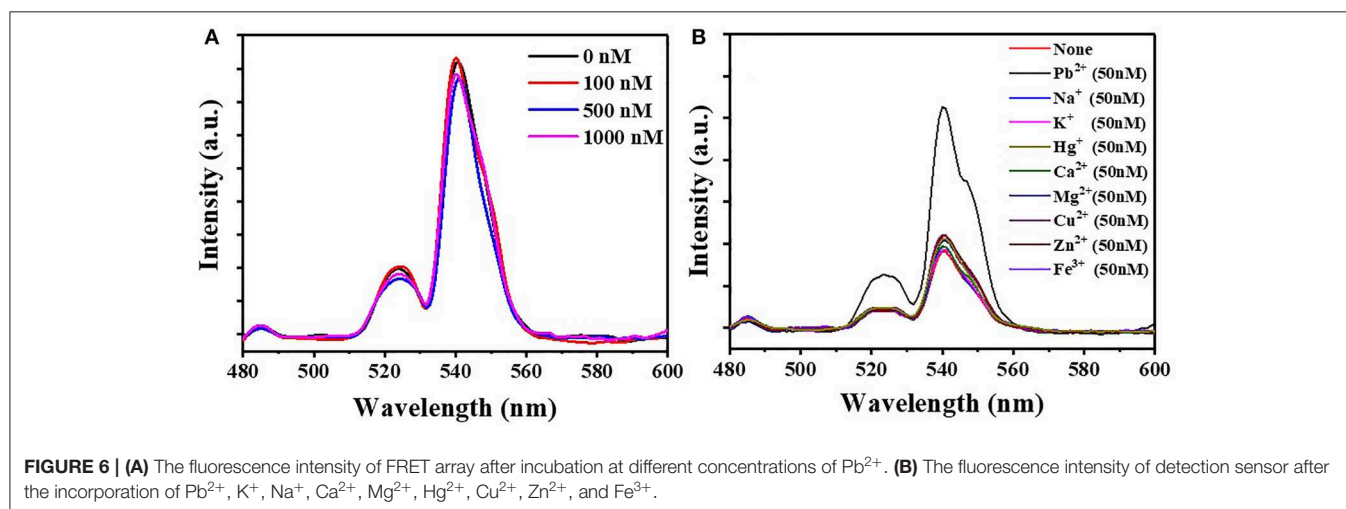 A
0 nM
100 nM
500 nM
1000 nM
Intensity (a.u.)
480 500 520 540 560 580 600
Wavelength (nm)
B
None
Pb²⁺ (50nM)
Na⁺ (50nM)
K⁺ (50nM)
Hg⁺ (50nM)
Ca²⁺ (50nM)
Mg²⁺(50nM)
Cu²⁺ (50nM)
Zn²⁺ (50nM)
Fe³⁺ (50nM)
Intensity (a.u.)
480 500 520 540 560 580 600
Wavelength (nm)
FIGURE 6 | (A) The fluorescence intensity of FRET array after incubation at different concentrations of Pb²⁺. (B) The fluorescence intensity of detection sensor after
the incorporation of Pb²⁺, K⁺, Na⁺, Ca²⁺, Mg²⁺, Hg²⁺, Cu²⁺, Zn²⁺, and Fe³⁺.